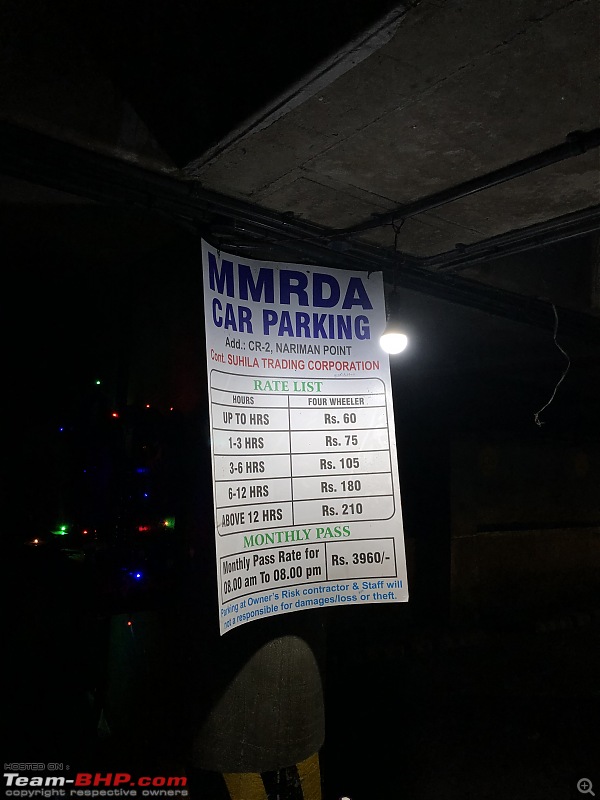 MMRDA
CAR PARKING
Add.: CR-2, NARIMAN POINT
Cont. SUHILA TRADING CORPORATION
RATE LIST
HOURS FOUR WHEELER
UP TO HRS Rs. 60
1-3 HRS Rs. 75
3-6 HRS Rs. 105
6-12 HRS Rs. 180
ABOVE 12 HRS Rs. 210
MONTHLY PASS
Monthly Pass Rate for
08.00 am To 08.00 pm Rs. 3960/-
Parking at Owner's Risk contractor & Staff will
not a responsible for damages/loss or theft.
HOSTED ON :
Team-BHP.com
copyright respective owners